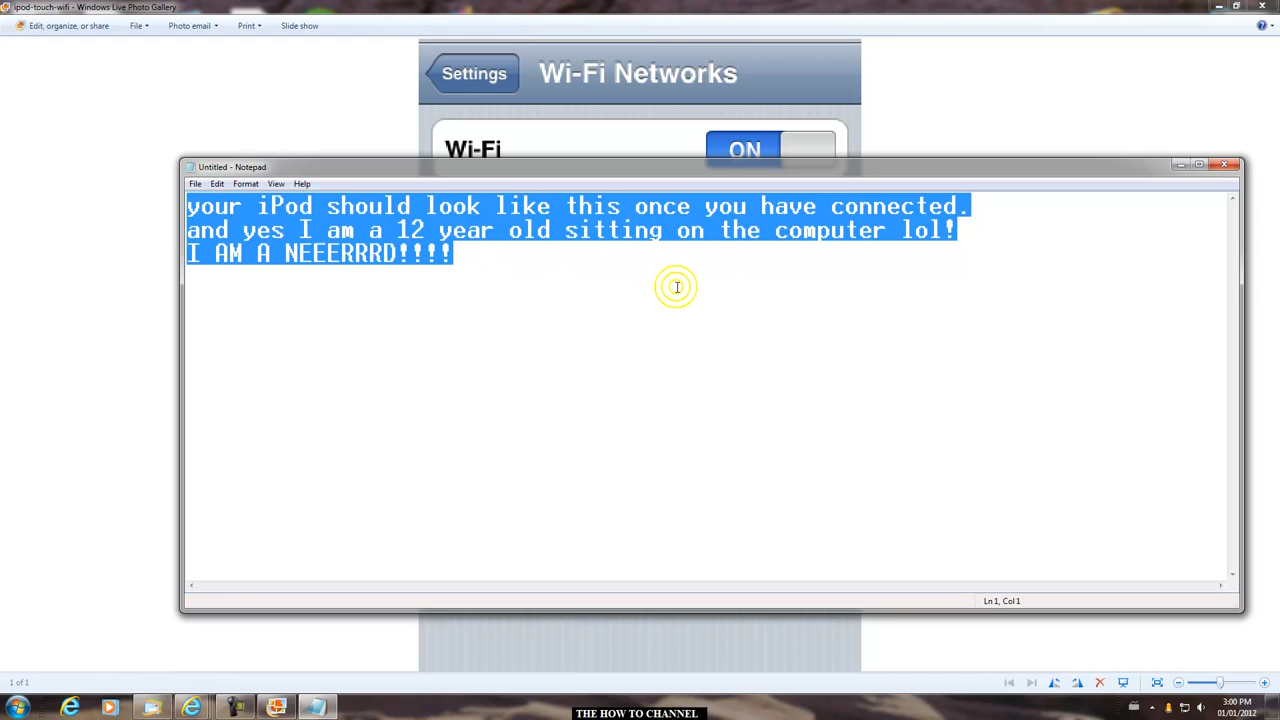 ipod-touch-wifi - Windows Live Photo Gallery
Edit, organize, or share File Photo email Print Slide show
Settings Wi-Fi Networks
Wi-Fi ON
Untitled - Notepad
File Edit Format View Help
your iPod should look like this once you have connected.
and yes I am a 12 year old sitting on the computer lol!
I AM A NEEERRRD!!!!
Ln 1, Col 1
1 of 1
3:00 PM
01/01/2012
THE HOW TO CHANNEL